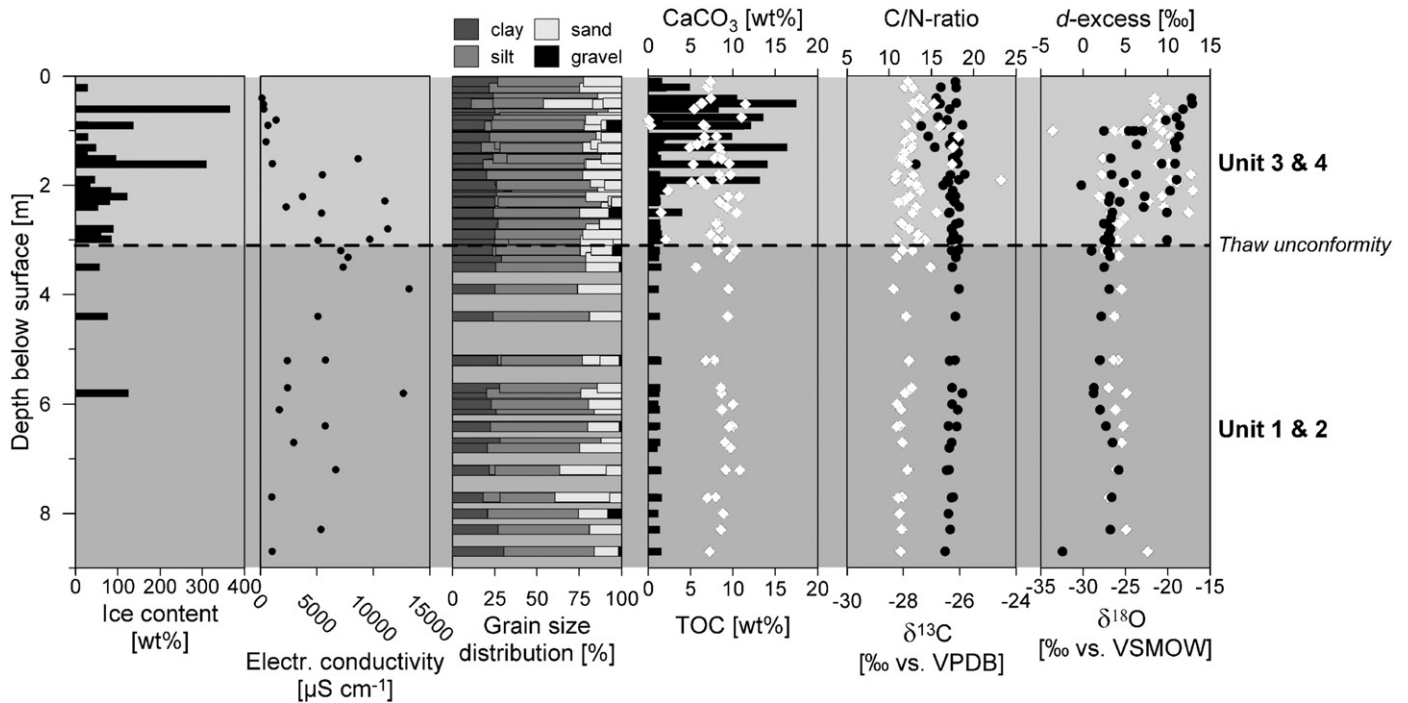 clay sand
silt gravel
CaCO3 [wt%]
0 5 10 15 20
C/N-ratio
5 10 15 20 25
d-excess [‰]
-5 0 5 10 15
Depth below surface [m]
0
2
4
6
8
Unit 3 & 4
Thaw unconformity
Unit 1 & 2
0 100 200 300 400
Ice content
[wt%]
0 5000 10000 15000
Electr. conductivity
[µS cm-1]
0 25 50 75 100
Grain size
distribution [%]
0 5 10 15 20
TOC [wt%]
-30 -28 -26 -24
δ13C
[‰ vs. VPDB]
-35 -30 -25 -20 -15
δ18O
[‰ vs. VSMOW]